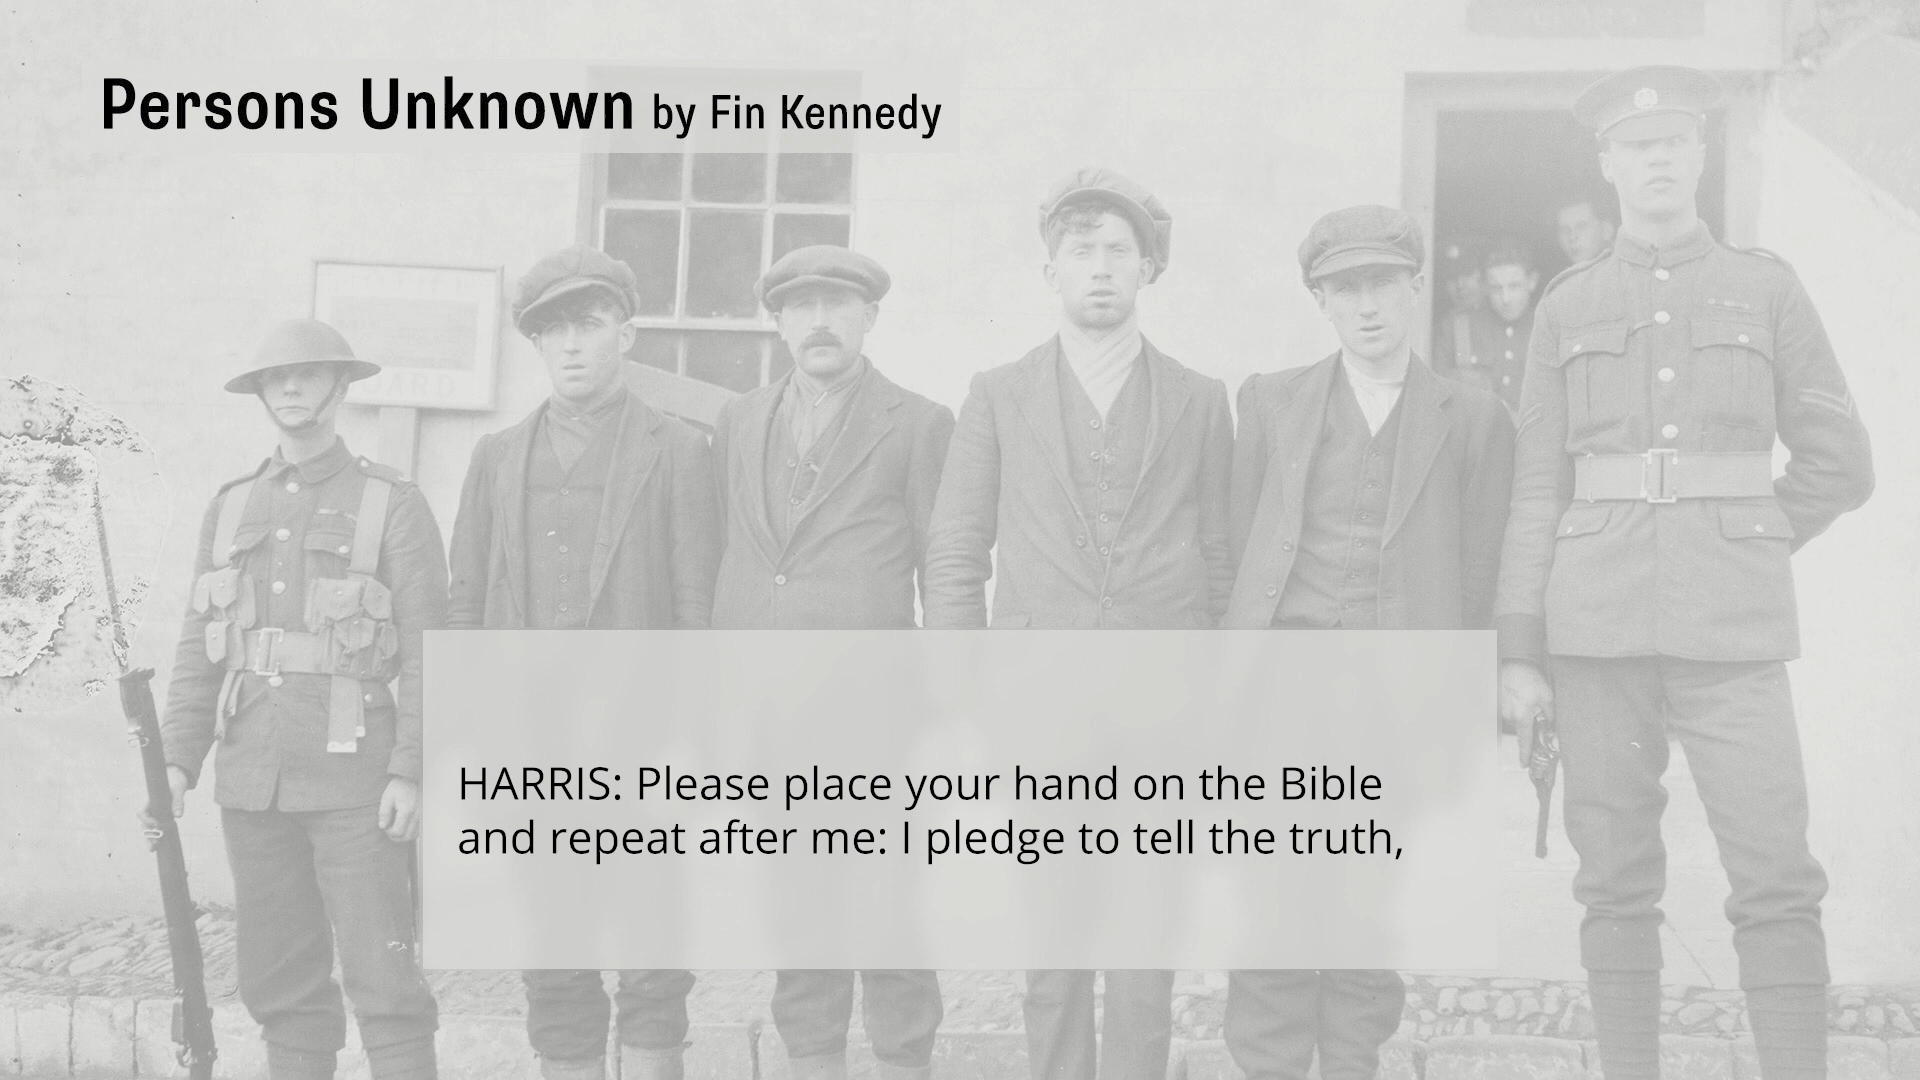 Persons Unknown by Fin Kennedy
HARRIS: Please place your hand on the Bible
and repeat after me: I pledge to tell the truth,